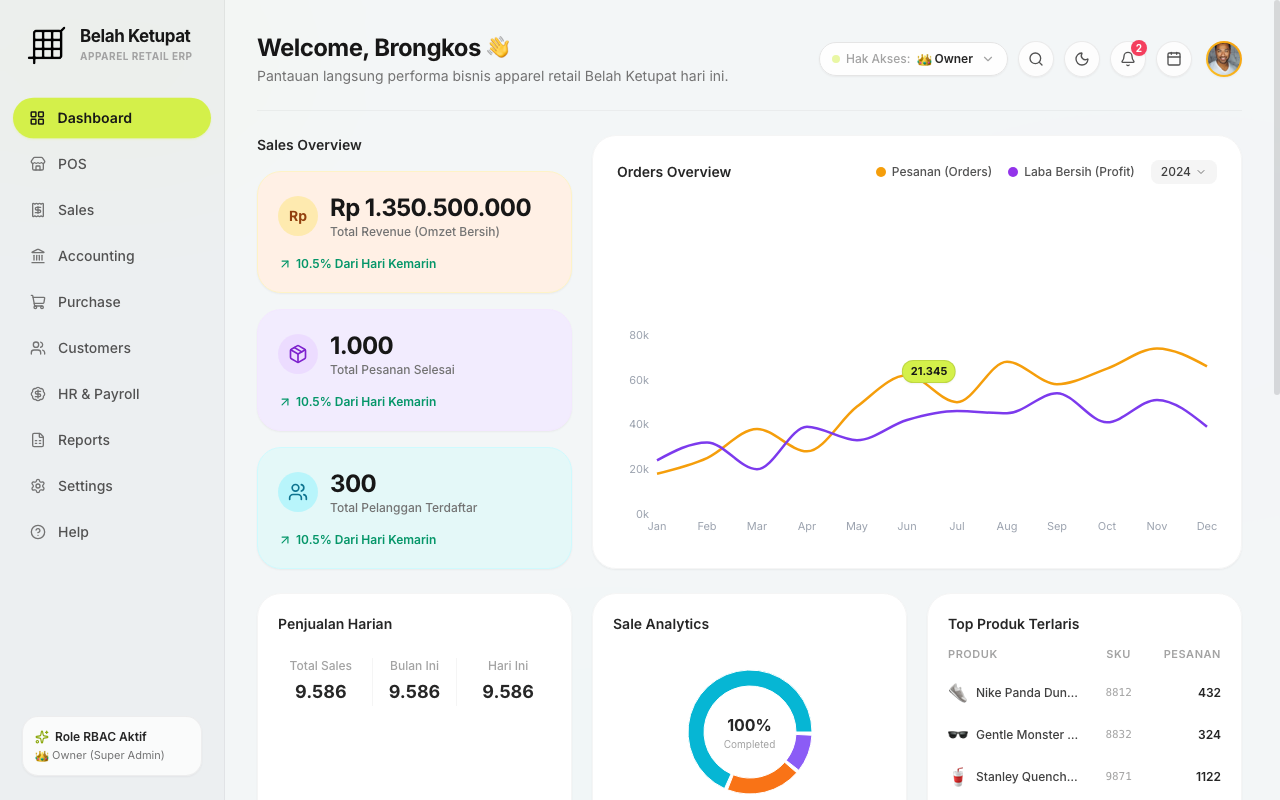 Belah Ketupat
APPAREL RETAIL ERP
Dashboard
POS
Sales
Accounting
Purchase
Customers
HR & Payroll
Reports
Settings
Help
Role RBAC Aktif
Owner (Super Admin)
Welcome, Brongkos 👋
Pantauan langsung performa bisnis apparel retail Belah Ketupat hari ini.
Hak Akses: Owner
2
Sales Overview
Rp
Rp 1.350.500.000
Total Revenue (Omzet Bersih)
10.5% Dari Hari Kemarin
1.000
Total Pesanan Selesai
10.5% Dari Hari Kemarin
300
Total Pelanggan Terdaftar
10.5% Dari Hari Kemarin
Orders Overview
Pesanan (Orders)
Laba Bersih (Profit)
2024
80k
60k
40k
20k
0k
21.345
Jan Feb Mar Apr May Jun Jul Aug Sep Oct Nov Dec
Penjualan Harian
Total Sales Bulan Ini Hari Ini
9.586 9.586 9.586
Sale Analytics
100%
Completed
Top Produk Terlaris
PRODUK SKU PESANAN
Nike Panda Dun... 8812 432
Gentle Monster ... 8832 324
Stanley Quench... 9871 1122